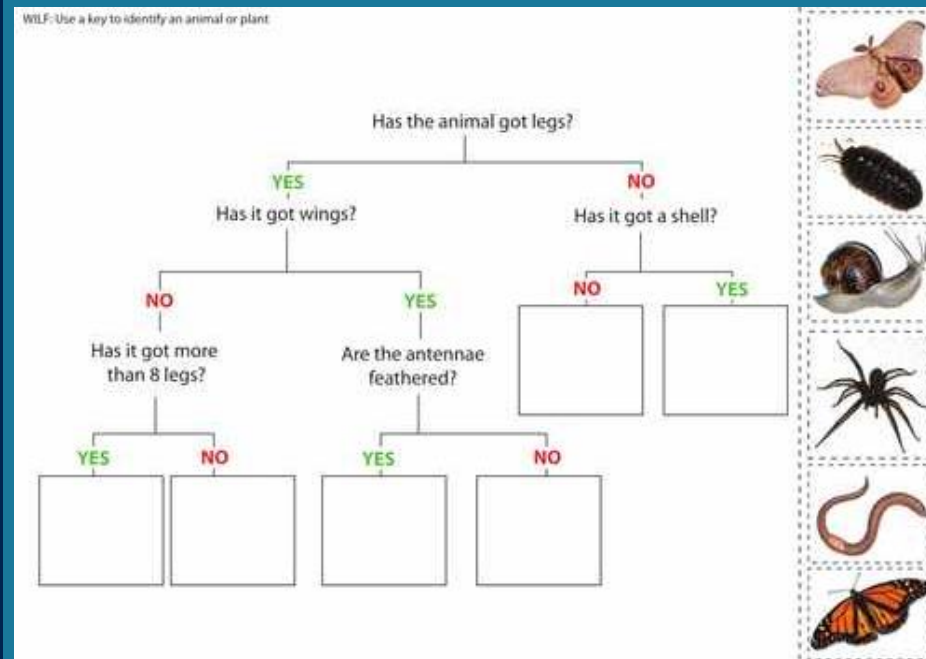 WILF: Use a key to identify an animal or plant
Has the animal got legs?
YES
NO
Has it got wings?
Has it got a shell?
NO
YES
NO
YES
Has it got more
than 8 legs?
Are the antennae
feathered?
YES
NO
YES
NO